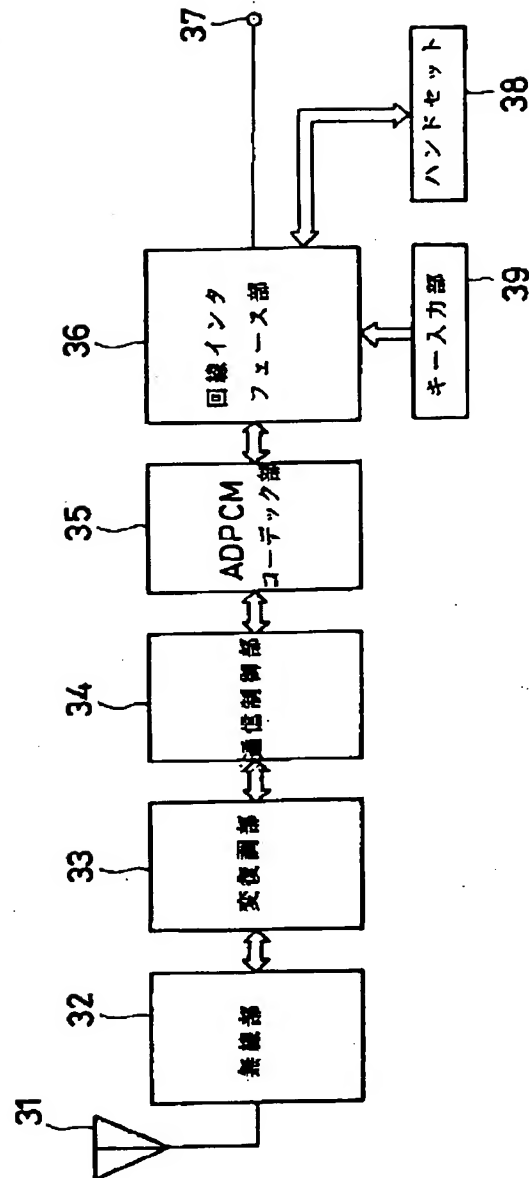 31
32
無線部
33
変復調部
34
通信制御部
35
ADPCM
コーデック部
36
回線インタ
フェース部
37
ハンドセット
38
キー入力部
39